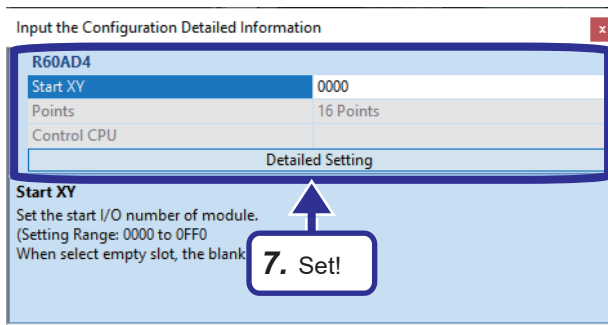 Input the Configuration Detailed Information
x
R60AD4
Start XY 0000
Points 16 Points
Control CPU
Detailed Setting
Start XY
Set the start I/O number of module.
(Setting Range: 0000 to 0FF0
When select empty slot, the blank
7. Set!